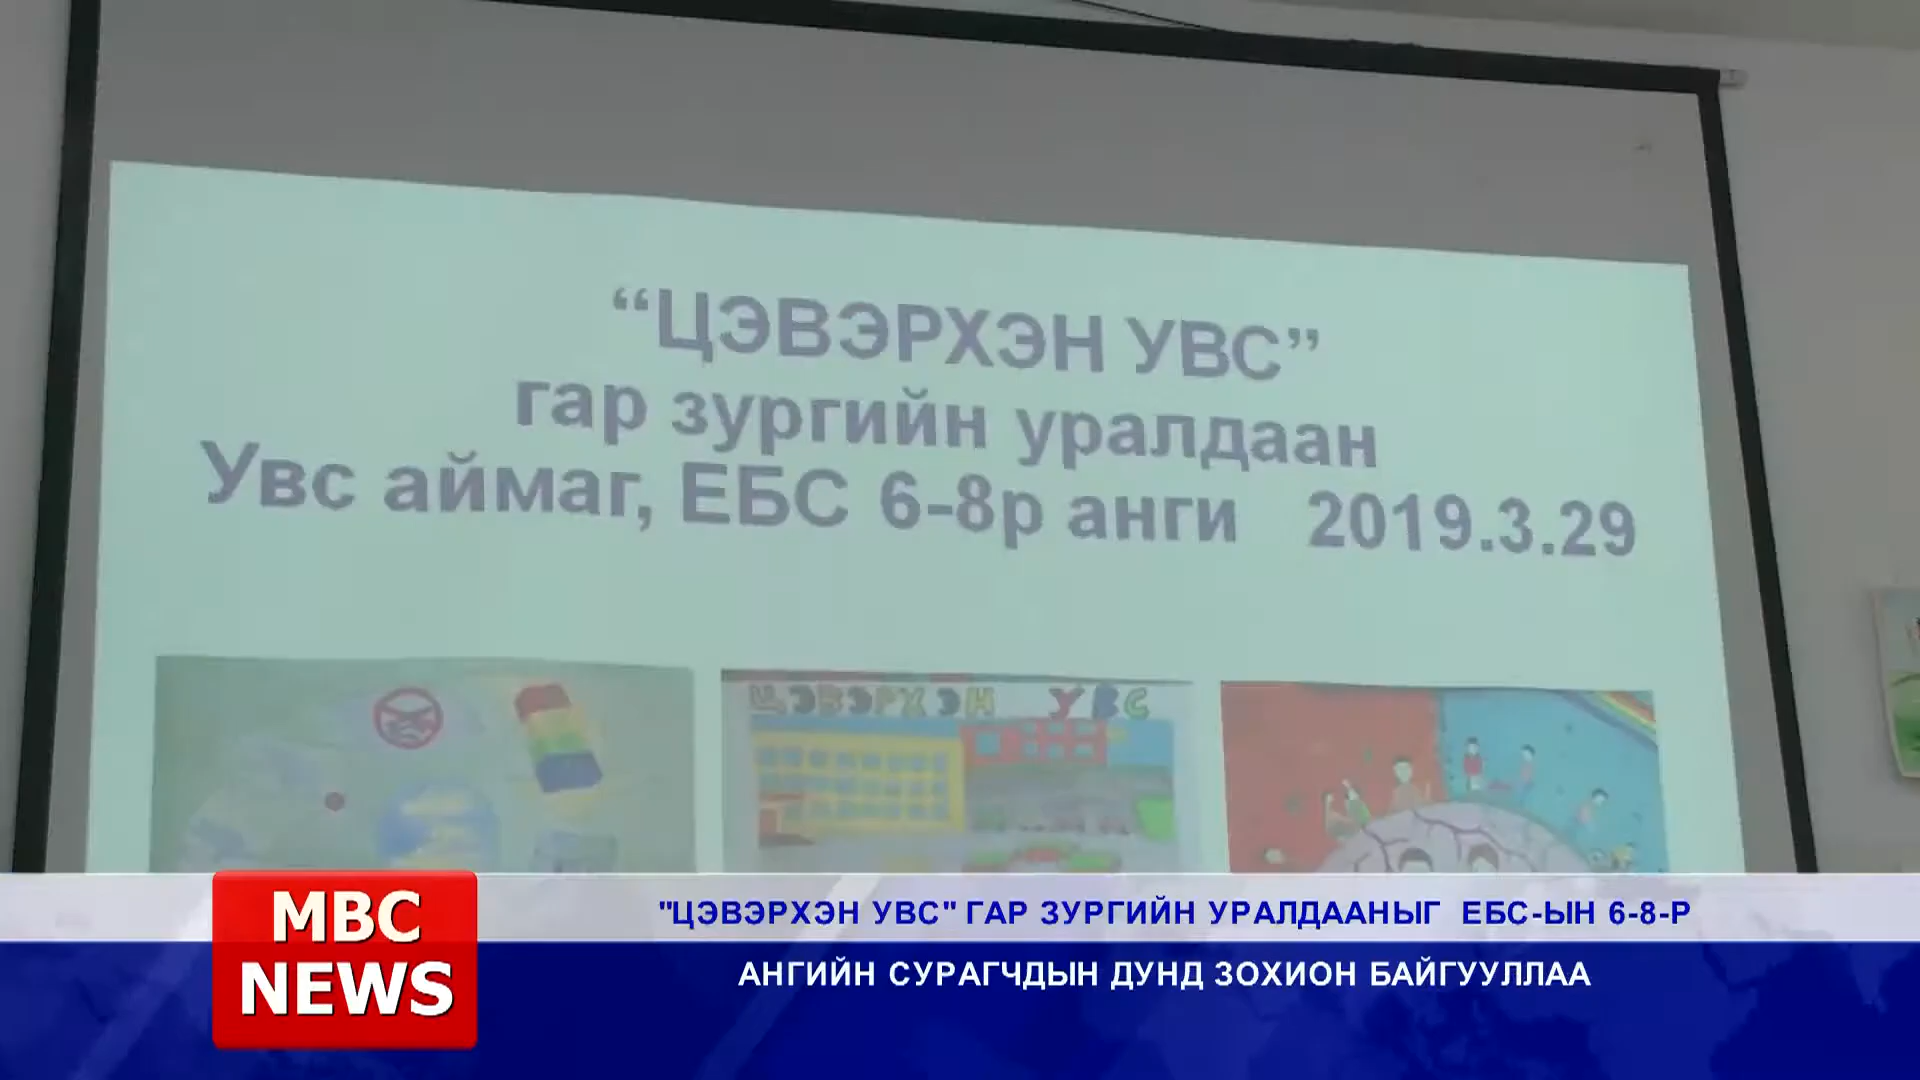 “ЦЭВЭРХЭН УВС”
гар зургийн уралдаан
Увс аймаг, ЕБС 6-8р анги 2019.3.29
ЦЭВЭРХЭН УВС
MBC
NEWS
"ЦЭВЭРХЭН УВС" ГАР ЗУРГИЙН УРАЛДААНЫГ ЕБС-ЫН 6-8-Р
АНГИЙН СУРАГЧДЫН ДУНД ЗОХИОН БАЙГУУЛЛАА